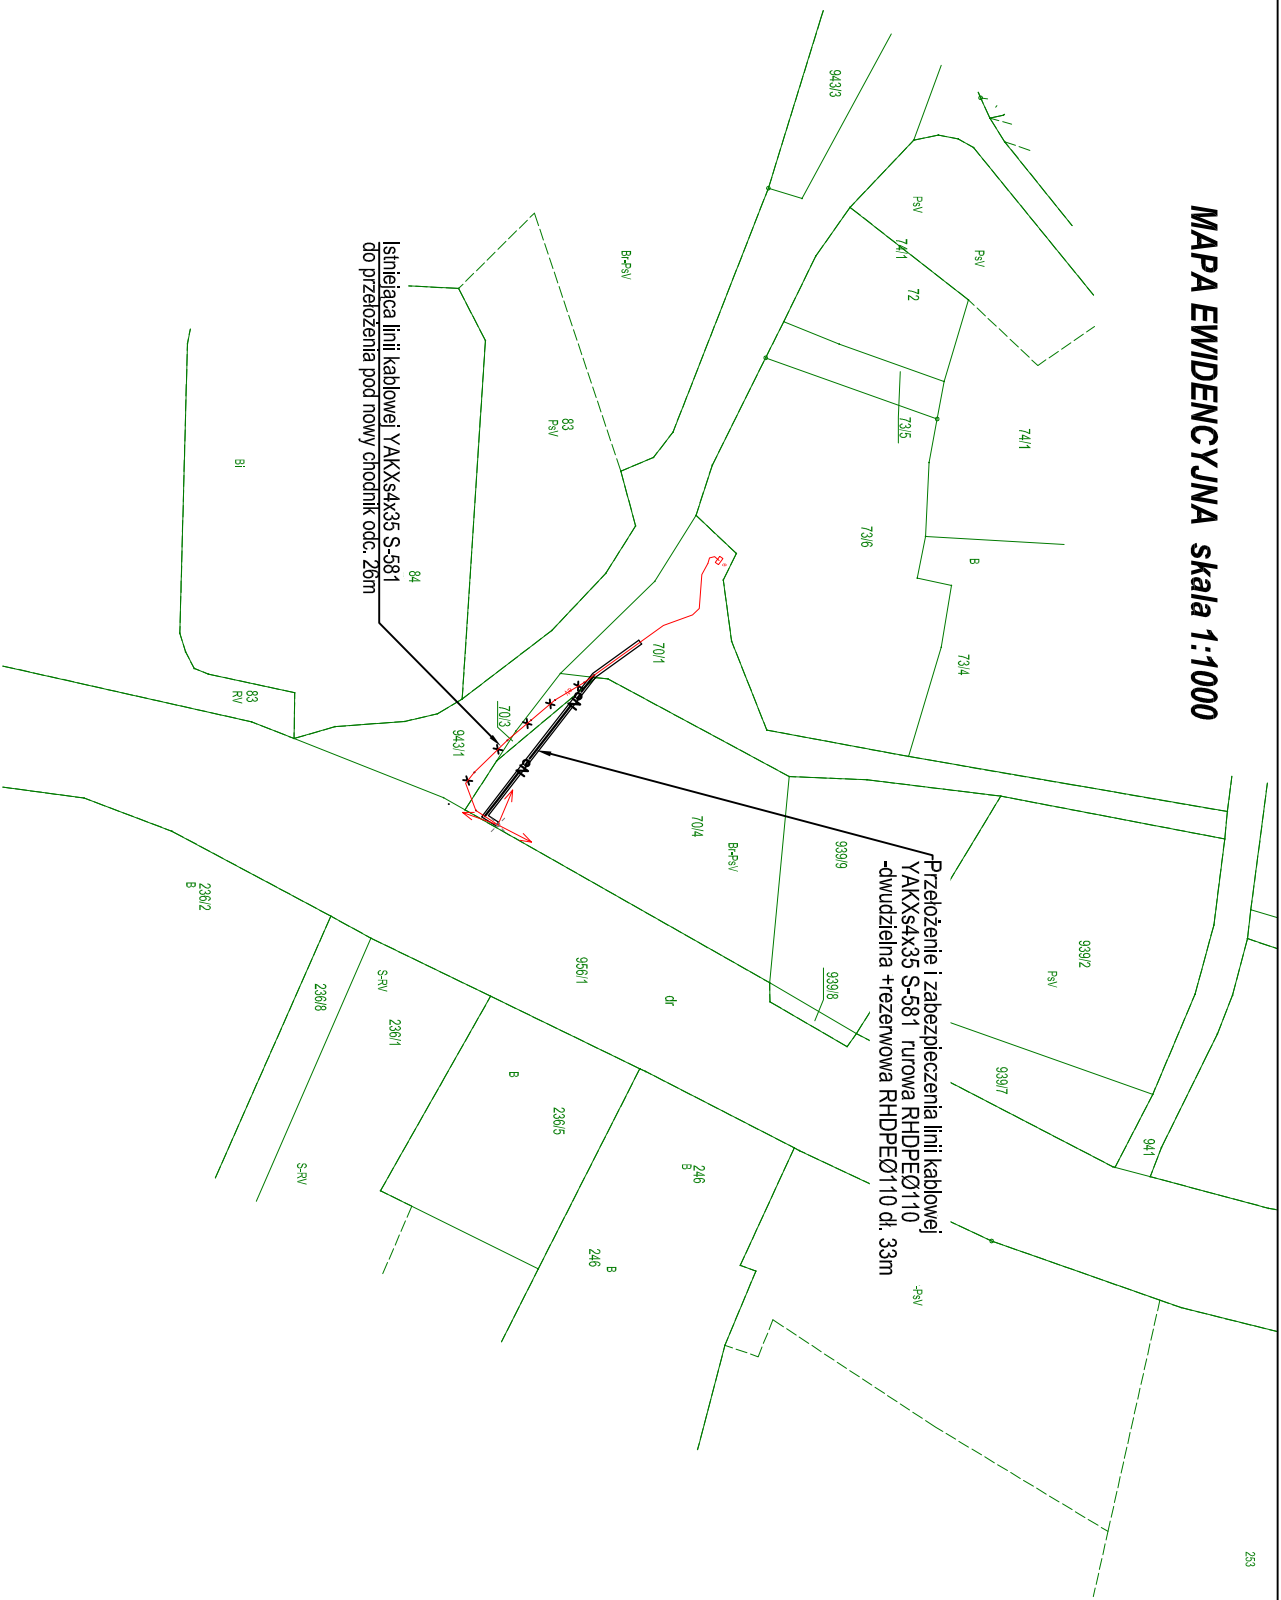 MAPA EWIDENCYJNA skala 1:1000
943/3
PsV
PsV
74/1
72
74/1
73/5
73/6
B
73/4
Br-PsV
83
PsV
Istniejąca linii kablowej YAKXs4x35 S-581
do przełożenia pod nowy chodnik odc. 26m
84
Bi
83
RV
70/1
70/3
943/1
70/4
Br-PsV
939/9
939/8
Przełożenie i zabezpieczenia linii kablowej
YAKXs4x35 S-581 rurowa RHDPEØ110
-dwudzielna +rezerwowa RHDPEØ110 dł. 33m
939/2
PsV
939/7
941
956/1
dr
236/2
B
236/8
S-RV
236/1
S-RV
B
236/5
246
B
246
B
-PsV
253